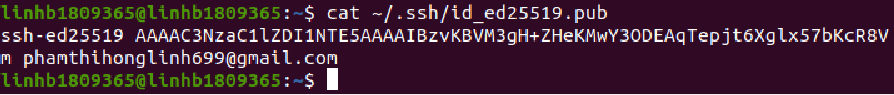 linhb1809365@linhb1809365:~$ cat ~/.ssh/id_ed25519.pub
ssh-ed25519 AAAAC3NzaC1lZDI1NTE5AAAAIBzvKBVM3gH+ZHeKMwY3ODEAqTepjt6Xglx57bKcR8V
m phamthihonglinh699@gmail.com
linhb1809365@linhb1809365:~$